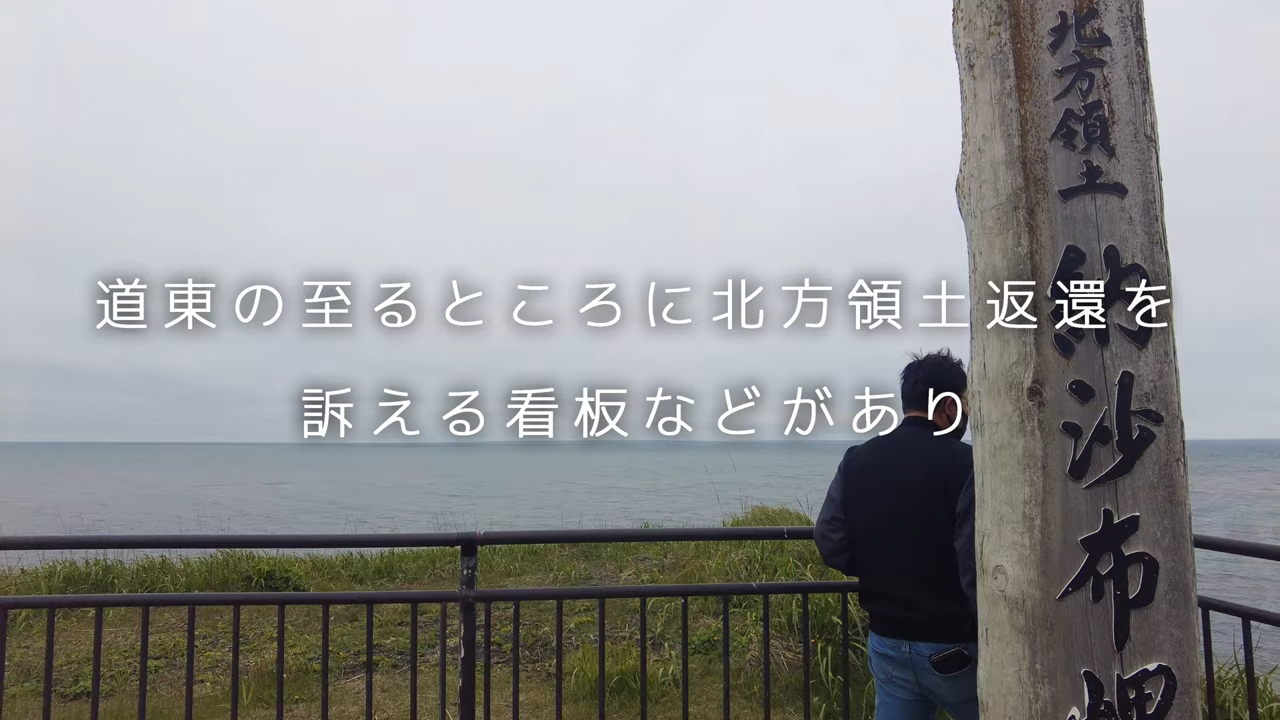 道東の至るところに北方領土返還を
訴える看板などがあり
北方領土
納沙布岬